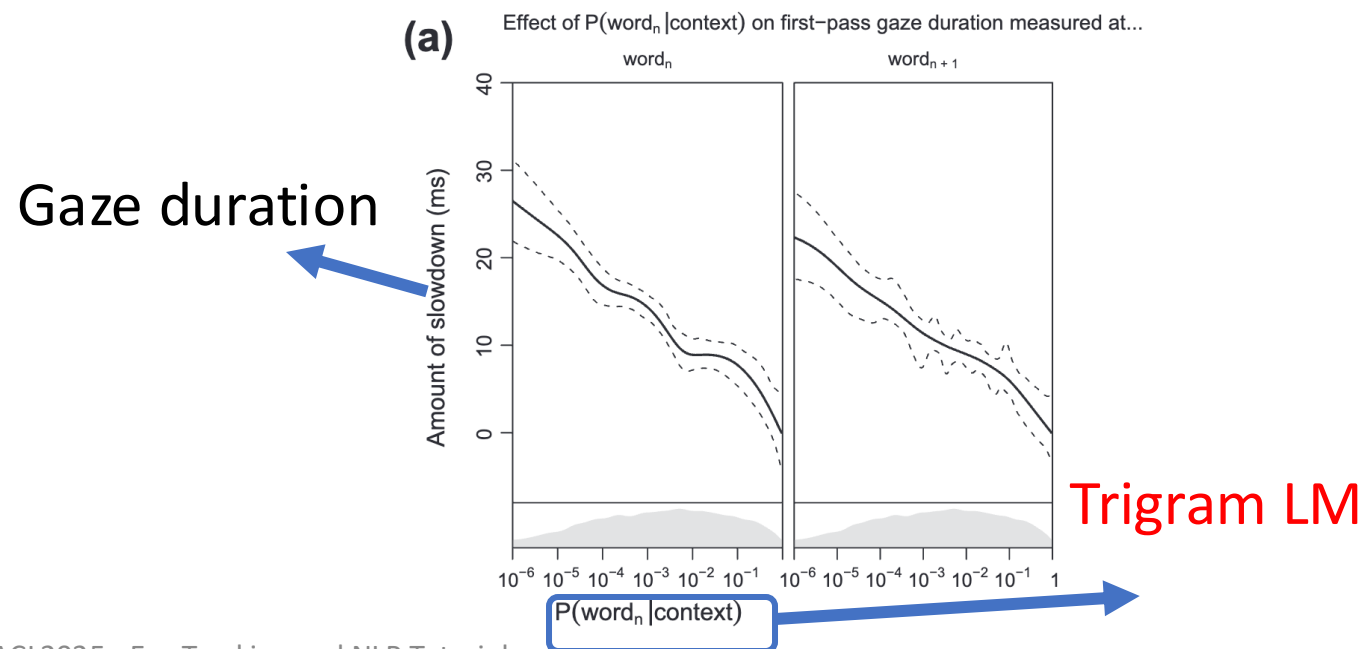 (a)
Effect of P(wordₙ|context) on first−pass gaze duration measured at...
wordₙ
wordₙ ₊ ₁
Gaze duration
Amount of slowdown (ms)
40
30
20
10
0
Trigram LM
10⁻⁶ 10⁻⁵ 10⁻⁴ 10⁻³ 10⁻² 10⁻¹
10⁻⁶ 10⁻⁵ 10⁻⁴ 10⁻³ 10⁻² 10⁻¹ 1
P(wordₙ|context)